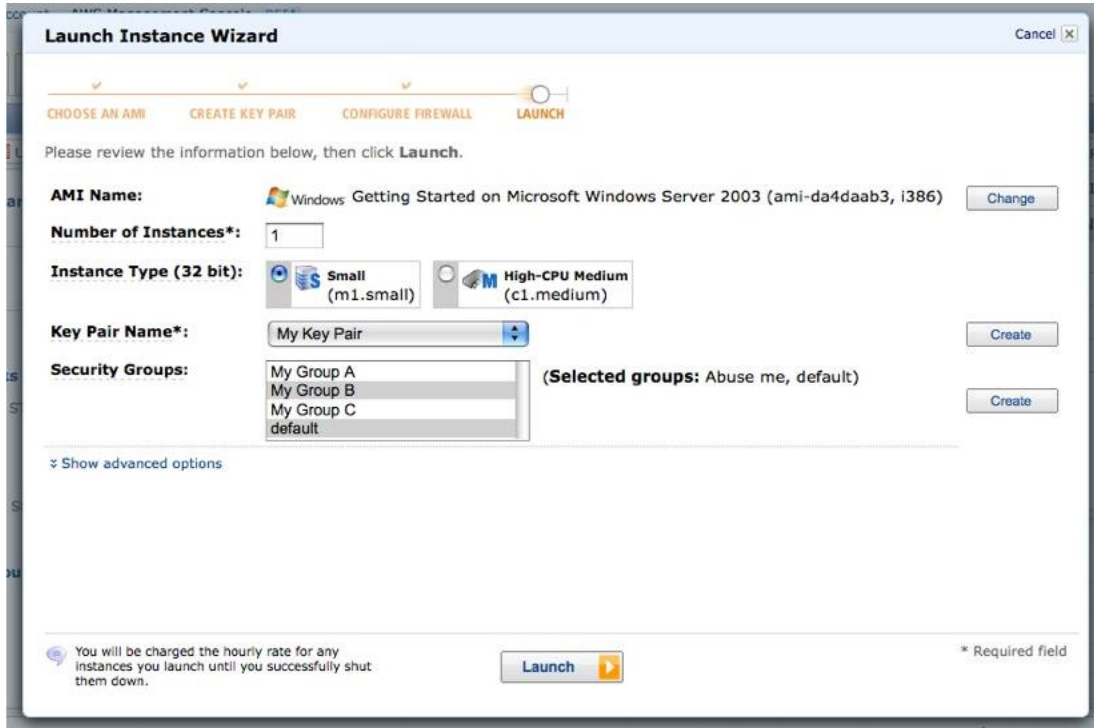 AWS Management Console BETA
Launch Instance Wizard
Cancel
CHOOSE AN AMI CREATE KEY PAIR CONFIGURE FIREWALL LAUNCH
Please review the information below, then click Launch.
AMI Name: Windows Getting Started on Microsoft Windows Server 2003 (ami-da4daab3, i386) Change
Number of Instances*: 1
Instance Type (32 bit): S Small M High-CPU Medium
(m1.small) (c1.medium)
Key Pair Name*: My Key Pair Create
Security Groups: My Group A (Selected groups: Abuse me, default)
My Group B
My Group C Create
default
Show advanced options
You will be charged the hourly rate for any
instances you launch until you successfully shut
them down.
Launch
* Required field